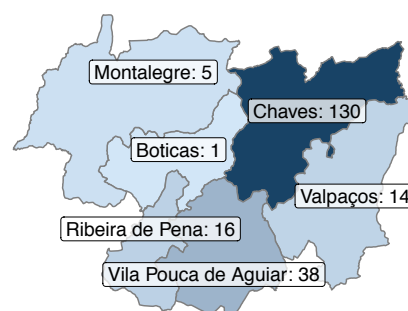 Montalegre: 5
Chaves: 130
Boticas: 1
Valpaços: 14
Ribeira de Pena: 16
Vila Pouca de Aguiar: 38